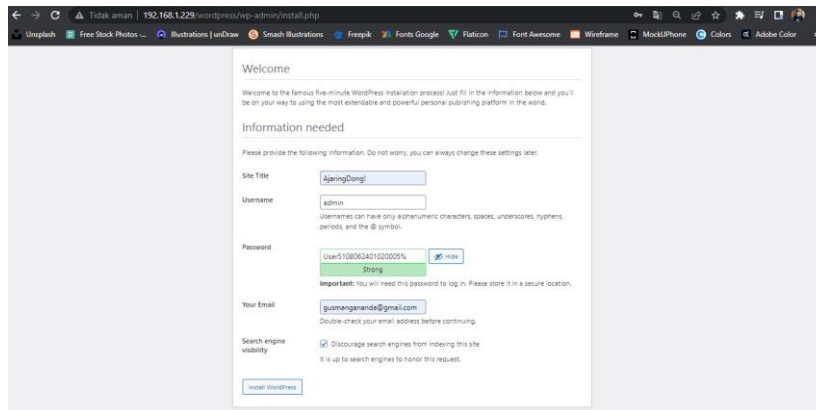 Tidak aman | 192.168.1.229/wordpress/wp-admin/install.php
Unsplash Free Stock Photos -... Illustrations | unDraw Smash Illustrations Freepik Fonts Google Flaticon Font Awesome Wireframe MockUPhone Colors Adobe Color
Welcome
Welcome to the famous five-minute WordPress installation process! Just fill in the information below and you'll
be on your way to using the most extendable and powerful personal publishing platform in the world.
Information needed
Please provide the following information. Do not worry, you can always change these settings later.
Site Title AjaringDong!
Username admin
Usernames can have only alphanumeric characters, spaces, underscores, hyphens,
periods, and the @ symbol.
Password User5108062401020005% Hide
Strong
Important: You will need this password to log in. Please store it in a secure location.
Your Email gusmangananda@gmail.com
Double-check your email address before continuing.
Search engine
visibility Discourage search engines from indexing this site
It is up to search engines to honor this request.
Install WordPress